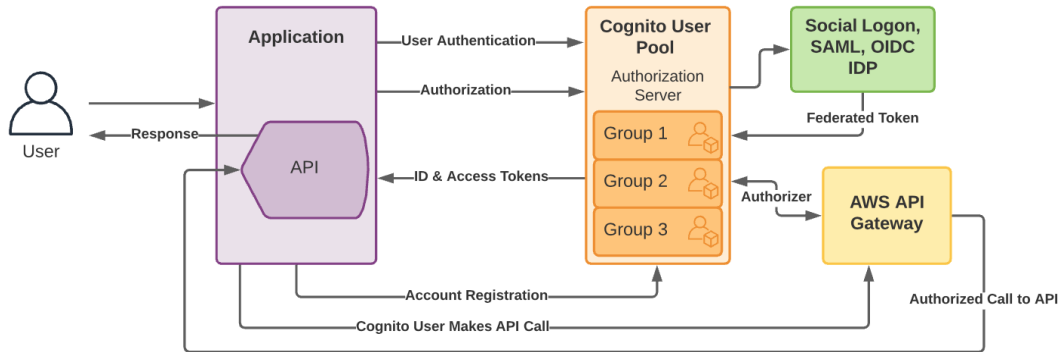 Application
User Authentication
Cognito User
Pool
Authorization
Server
Social Logon,
SAML, OIDC
IDP
Authorization
Federated Token
User
Response
API
Group 1
ID & Access Tokens
Group 2
Group 3
Authorizer
AWS API
Gateway
Account Registration
Authorized Call to API
Cognito User Makes API Call